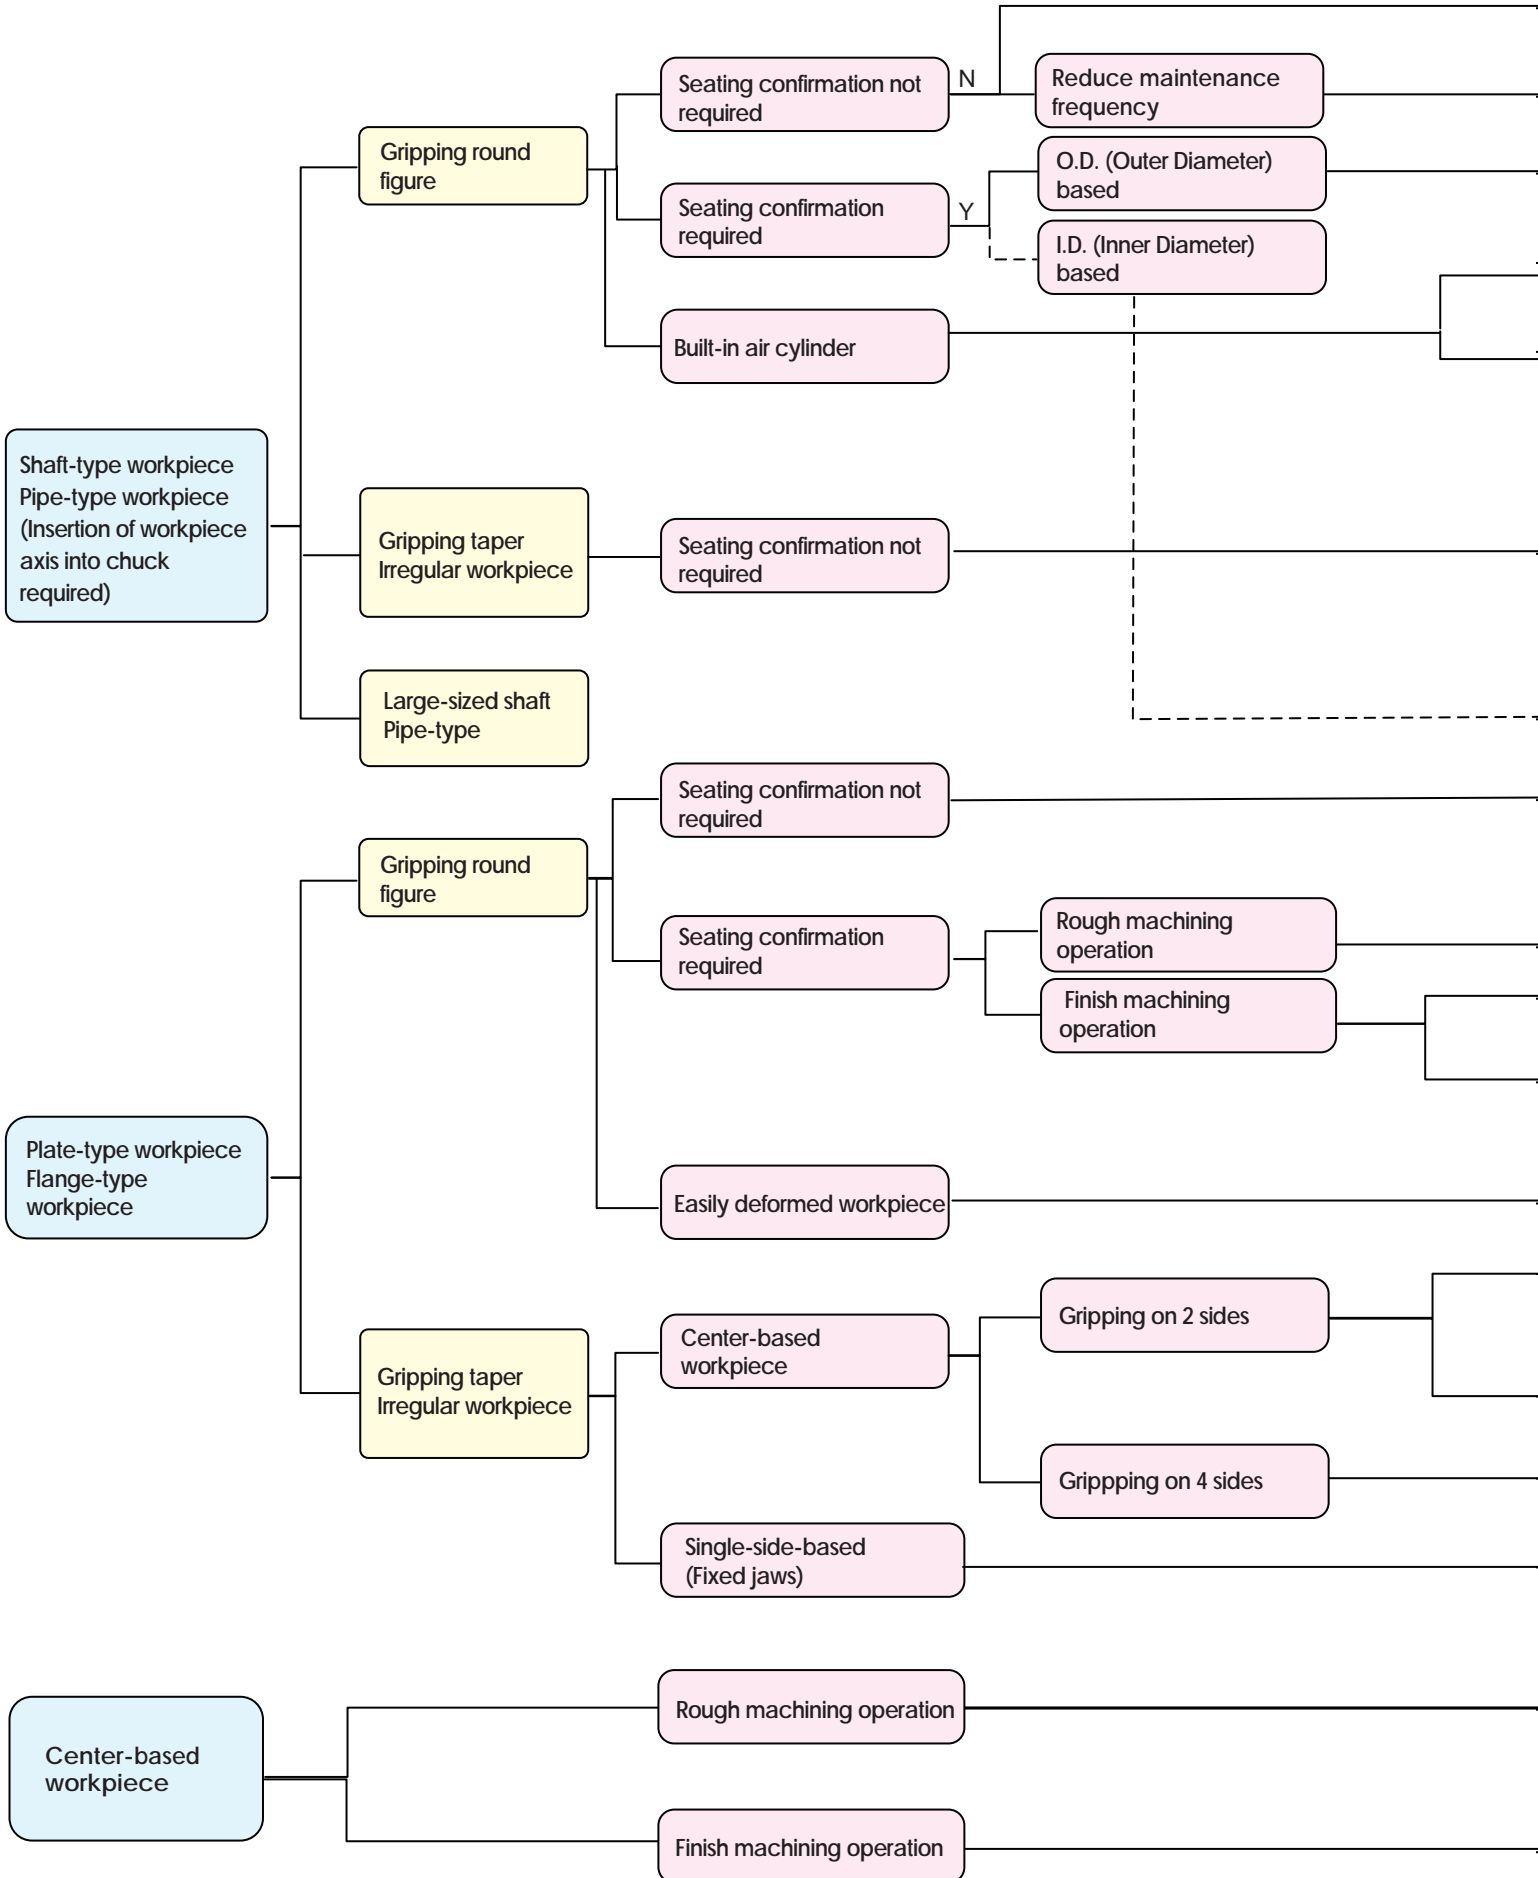 Seating confirmation not
required
N
Reduce maintenance
frequency
Gripping round
figure
O.D. (Outer Diameter)
based
Seating confirmation
required
Y
I.D. (Inner Diameter)
based
Built-in air cylinder
Shaft-type workpiece
Pipe-type workpiece
(Insertion of workpiece
axis into chuck
required)
Gripping taper
Irregular workpiece
Seating confirmation not
required
Large-sized shaft
Pipe-type
Seating confirmation not
required
Gripping round
figure
Seating confirmation
required
Rough machining
operation
Finish machining
operation
Plate-type workpiece
Flange-type
workpiece
Easily deformed workpiece
Center-based
workpiece
Gripping on 2 sides
Gripping taper
Irregular workpiece
Grippping on 4 sides
Single-side-based
(Fixed jaws)
Rough machining operation
Center-based
workpiece
Finish machining operation